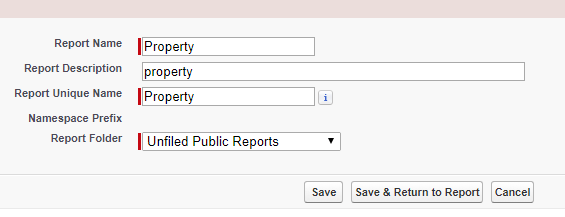 Report Name Property
Report Description property
Report Unique Name Property i
Namespace Prefix
Report Folder Unfiled Public Reports
Save Save & Return to Report Cancel